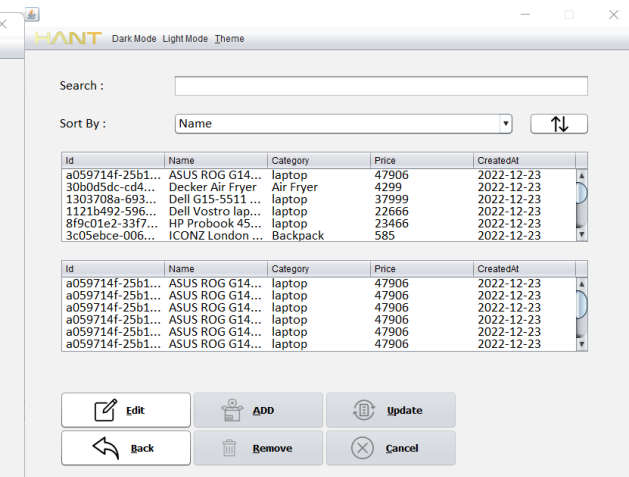 HANT Dark Mode Light Mode Theme
Search :
Sort By : Name
Id Name Category Price CreatedAt
a059714f-25b1... ASUS ROG G14... laptop 47906 2022-12-23
30b0d5dc-cd4... Decker Air Fryer Air Fryer 4299 2022-12-23
1303708a-693... Dell G15-5511 ... laptop 37999 2022-12-23
1121b492-596... Dell Vostro lap... laptop 22666 2022-12-23
8f9c01e2-33f7... HP Probook 45... laptop 23466 2022-12-23
3c05ebce-006... ICONZ London ... Backpack 585 2022-12-23
Id Name Category Price CreatedAt
a059714f-25b1... ASUS ROG G14... laptop 47906 2022-12-23
a059714f-25b1... ASUS ROG G14... laptop 47906 2022-12-23
a059714f-25b1... ASUS ROG G14... laptop 47906 2022-12-23
a059714f-25b1... ASUS ROG G14... laptop 47906 2022-12-23
a059714f-25b1... ASUS ROG G14... laptop 47906 2022-12-23
a059714f-25b1... ASUS ROG G14... laptop 47906 2022-12-23
Edit ADD Update
Back Remove Cancel